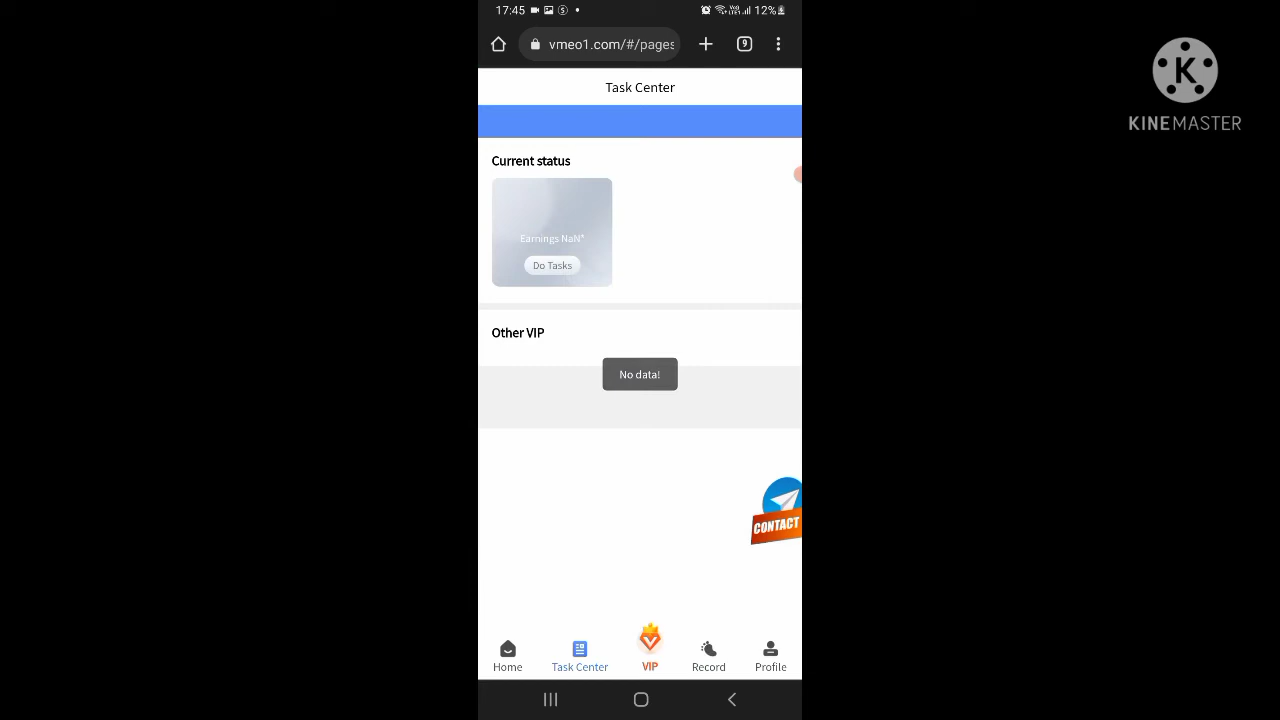 17:45
12%
vmeo1.com/#/pages
9
Task Center
Current status
Earnings NaN*
Do Tasks
Other VIP
No data!
CONTACT
Home
Task Center
VIP
Record
Profile
K
KINEMASTER